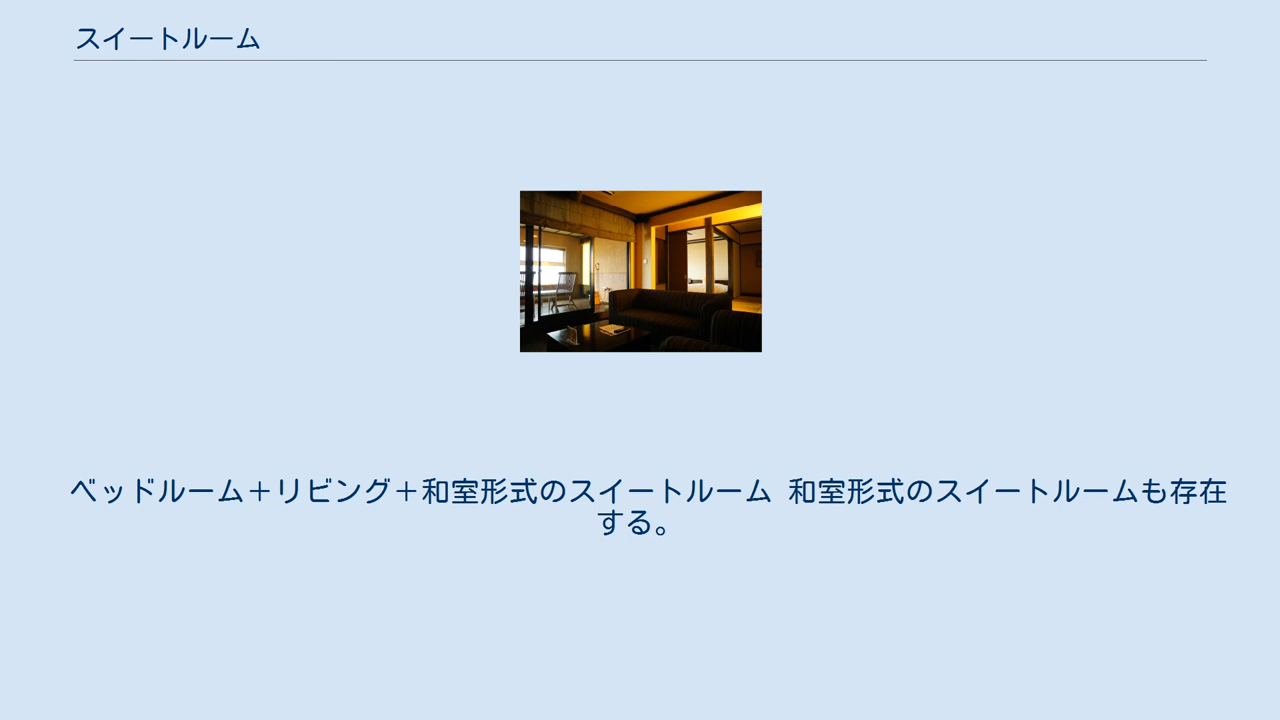 スイートルーム
ベッドルーム＋リビング＋和室形式のスイートルーム 和室形式のスイートルームも存在
する。